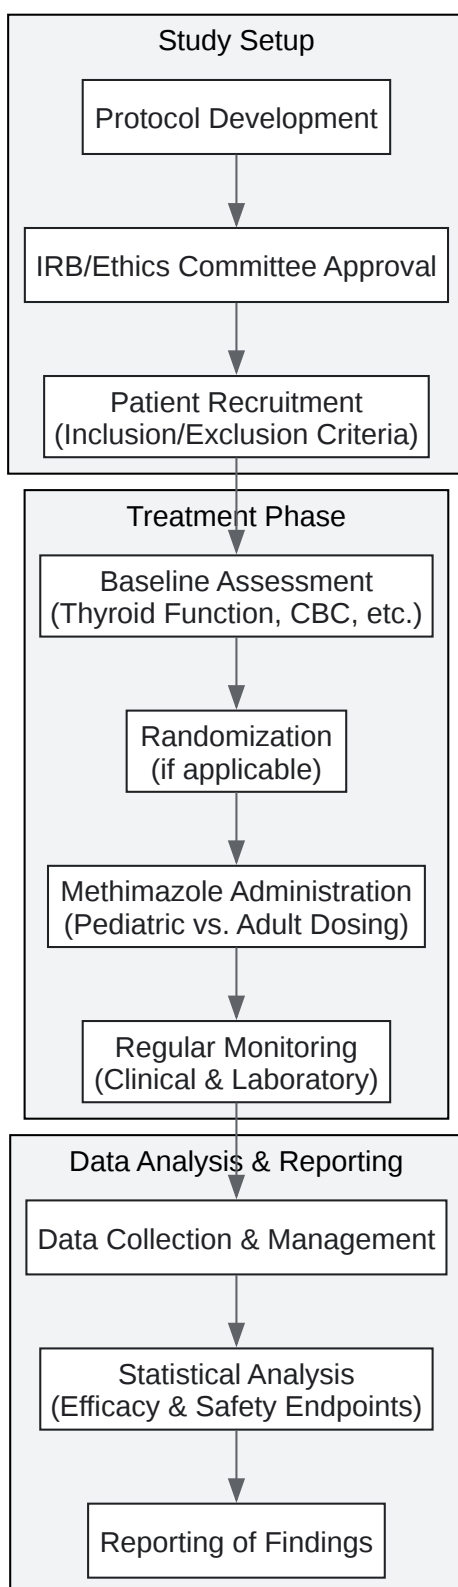 Study Setup
Protocol Development
IRB/Ethics Committee Approval
Patient Recruitment
(Inclusion/Exclusion Criteria)
Treatment Phase
Baseline Assessment
(Thyroid Function, CBC, etc.)
Randomization
(if applicable)
Methimazole Administration
(Pediatric vs. Adult Dosing)
Regular Monitoring
(Clinical & Laboratory)
Data Analysis & Reporting
Data Collection & Management
Statistical Analysis
(Efficacy & Safety Endpoints)
Reporting of Findings